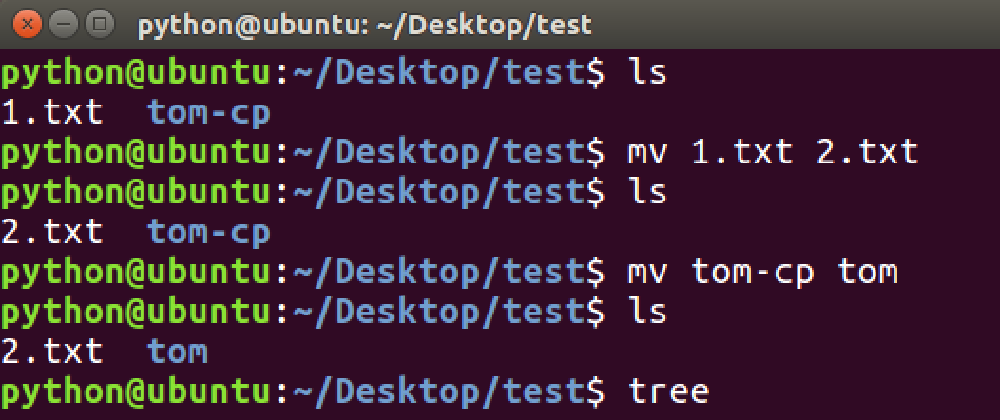 python@ubuntu: ~/Desktop/test
python@ubuntu:~/Desktop/test$ ls
1.txt  tom-cp
python@ubuntu:~/Desktop/test$ mv 1.txt 2.txt
python@ubuntu:~/Desktop/test$ ls
2.txt  tom-cp
python@ubuntu:~/Desktop/test$ mv tom-cp tom
python@ubuntu:~/Desktop/test$ ls
2.txt  tom
python@ubuntu:~/Desktop/test$ tree